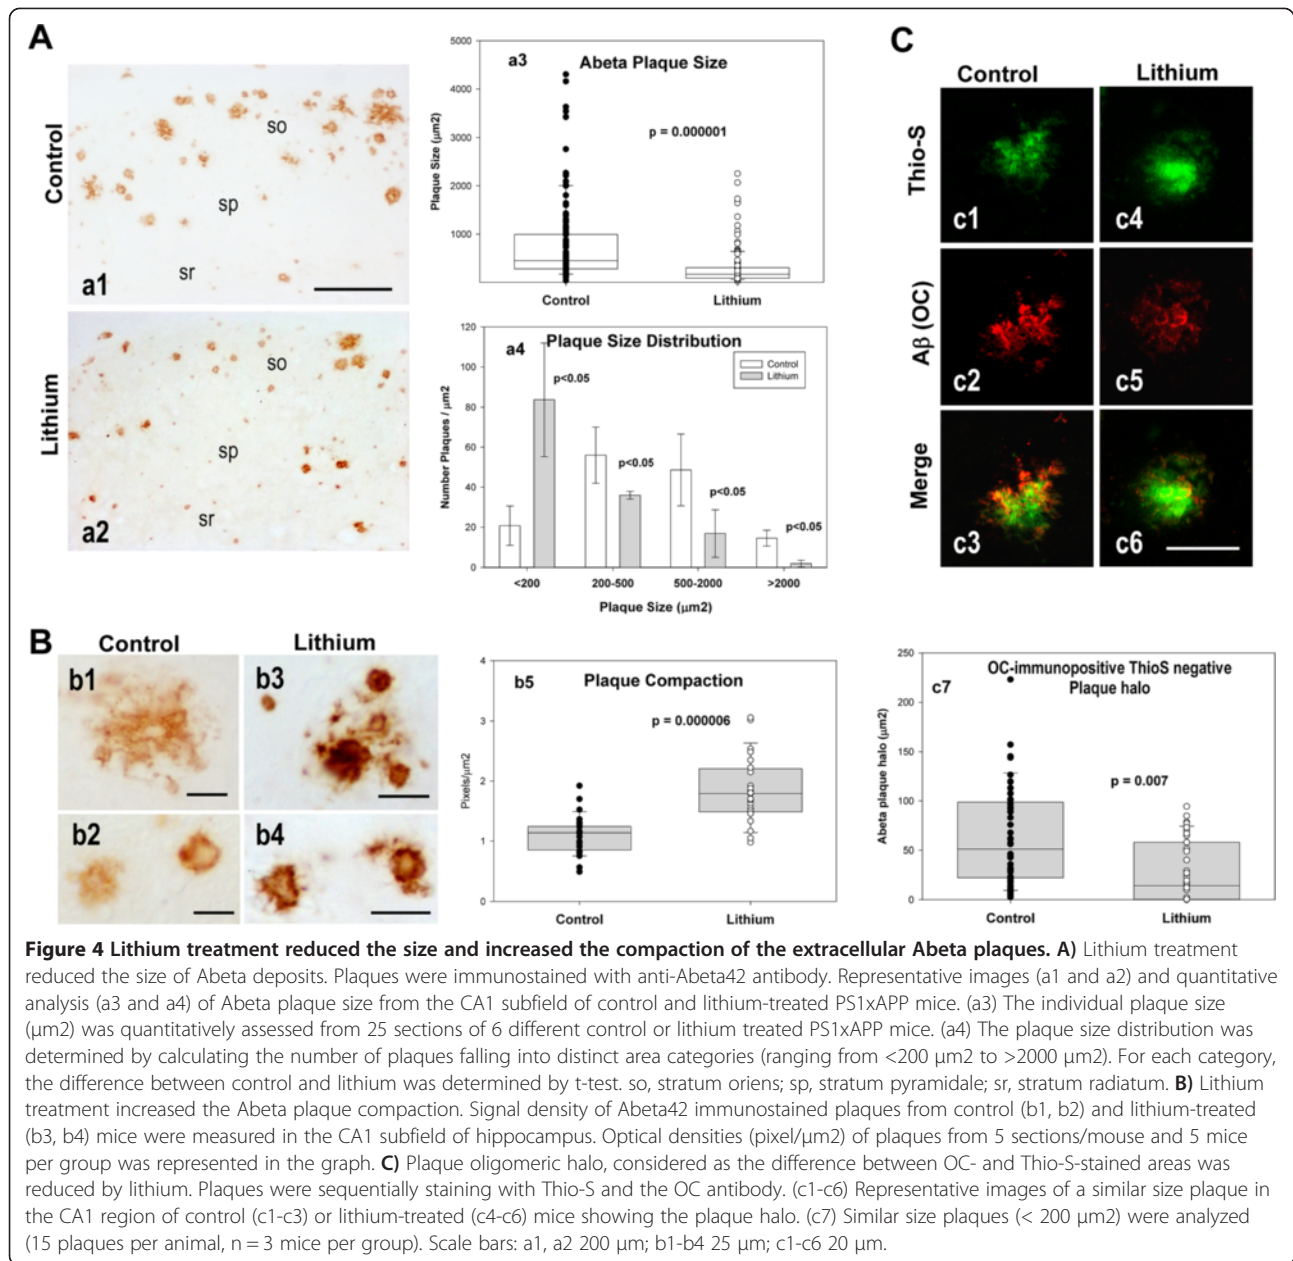 A
Control
so
sp
sr
a1
Lithium
so
sp
sr
a2
a3
Abeta Plaque Size
p = 0.000001
Plaque Size (µm2)
5000
4000
3000
2000
1000
Control
Lithium
a4
Plaque Size Distribution
Control
Lithium
p<0.05
p<0.05
p<0.05
p<0.05
Number Plaques / µm2
120
100
80
60
40
20
0
<200
200-500
500-2000
>2000
Plaque Size (µm2)
C
Control
Lithium
Thio-S
c1
c4
Aβ (OC)
c2
c5
Merge
c3
c6
B
Control
Lithium
b1
b3
b2
b4
b5
Plaque Compaction
p = 0.000006
Pixels/µm2
4
3
2
1
0
Control
Lithium
c7
OC-immunopositive ThioS negative
Plaque halo
p = 0.007
Abeta plaque halo (µm2)
250
200
150
100
50
0
Control
Lithium
Figure 4 Lithium treatment reduced the size and increased the compaction of the extracellular Abeta plaques. A) Lithium treatment
reduced the size of Abeta deposits. Plaques were immunostained with anti-Abeta42 antibody. Representative images (a1 and a2) and quantitative
analysis (a3 and a4) of Abeta plaque size from the CA1 subfield of control and lithium-treated PS1xAPP mice. (a3) The individual plaque size
(µm2) was quantitatively assessed from 25 sections of 6 different control or lithium treated PS1xAPP mice. (a4) The plaque size distribution was
determined by calculating the number of plaques falling into distinct area categories (ranging from <200 µm2 to >2000 µm2). For each category,
the difference between control and lithium was determined by t-test. so, stratum oriens; sp, stratum pyramidale; sr, stratum radiatum. B) Lithium
treatment increased the Abeta plaque compaction. Signal density of Abeta42 immunostained plaques from control (b1, b2) and lithium-treated
(b3, b4) mice were measured in the CA1 subfield of hippocampus. Optical densities (pixel/µm2) of plaques from 5 sections/mouse and 5 mice
per group was represented in the graph. C) Plaque oligomeric halo, considered as the difference between OC- and Thio-S-stained areas was
reduced by lithium. Plaques were sequentially staining with Thio-S and the OC antibody. (c1-c6) Representative images of a similar size plaque in
the CA1 region of control (c1-c3) or lithium-treated (c4-c6) mice showing the plaque halo. (c7) Similar size plaques (< 200 µm2) were analyzed
(15 plaques per animal, n = 3 mice per group). Scale bars: a1, a2 200 µm; b1-b4 25 µm; c1-c6 20 µm.